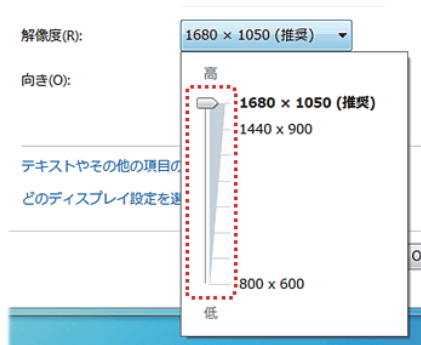 解像度(R):
1680 × 1050 (推奨)
向き(O):
高
1680 × 1050 (推奨)
1440 x 900
テキストやその他の項目の
どのディスプレイ設定を選
800 x 600
低
O